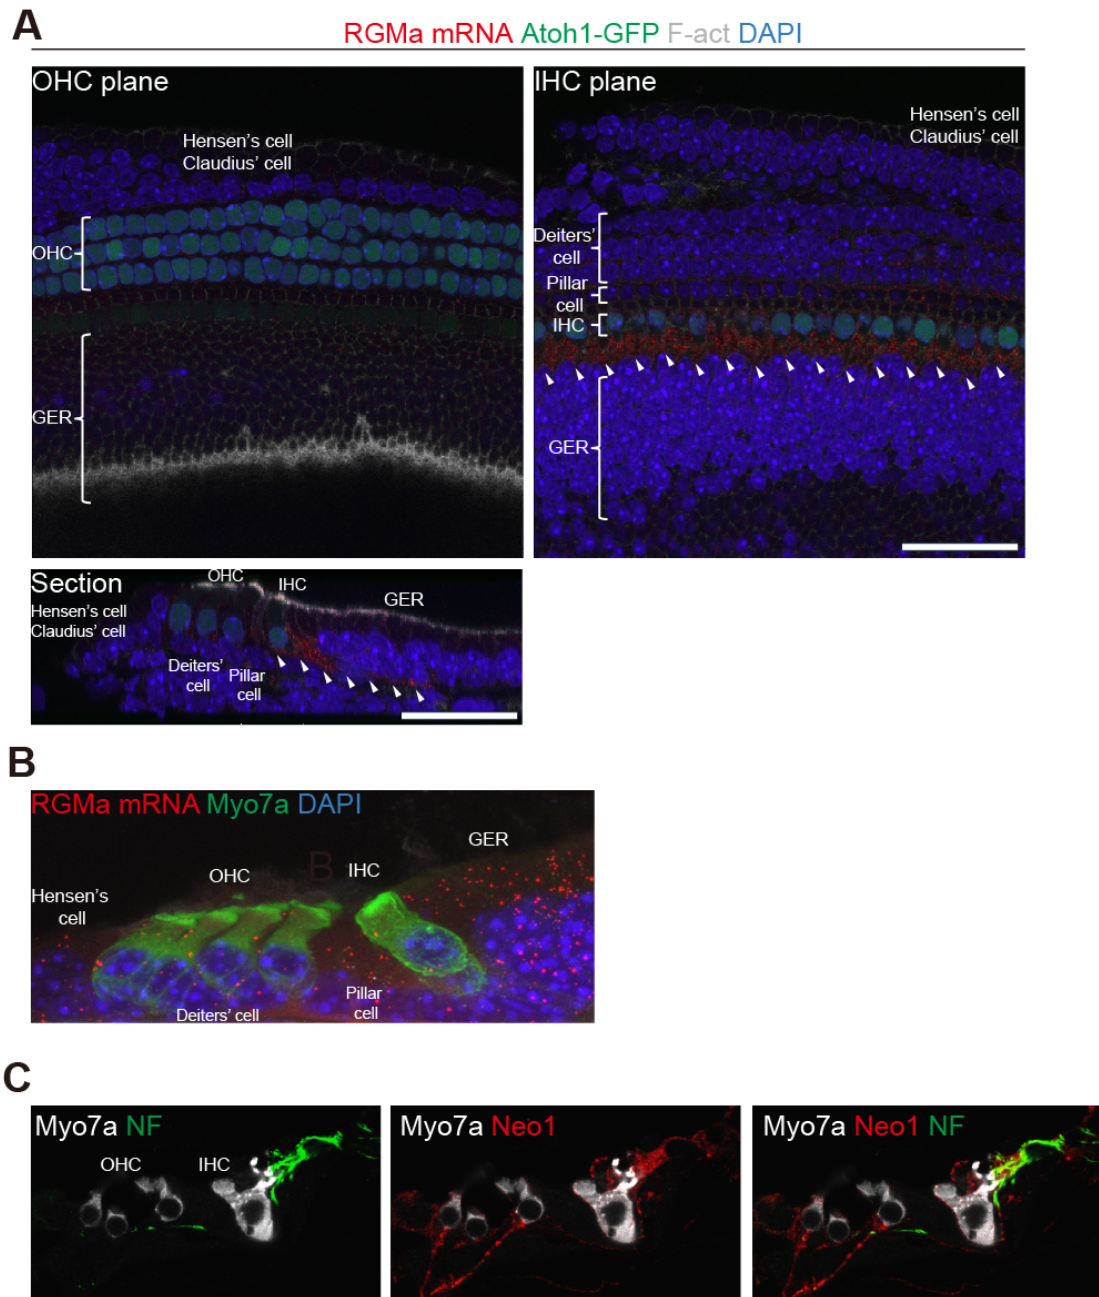 A
RGMa mRNA Atoh1-GFP F-act DAPI
OHC plane
Hensen's cell
Claudius' cell
OHC
GER
IHC plane
Hensen's cell
Claudius' cell
Deiters'
cell
Pillar
cell
IHC
GER
Section
OHC
IHC
GER
Hensen's cell
Claudius' cell
Deiters'
cell
Pillar
cell
B
RGMa mRNA Myo7a DAPI
GER
B
IHC
OHC
Hensen's
cell
Pillar
cell
Deiters' cell
C
Myo7a NF
OHC
IHC
Myo7a Neo1
Myo7a Neo1 NF